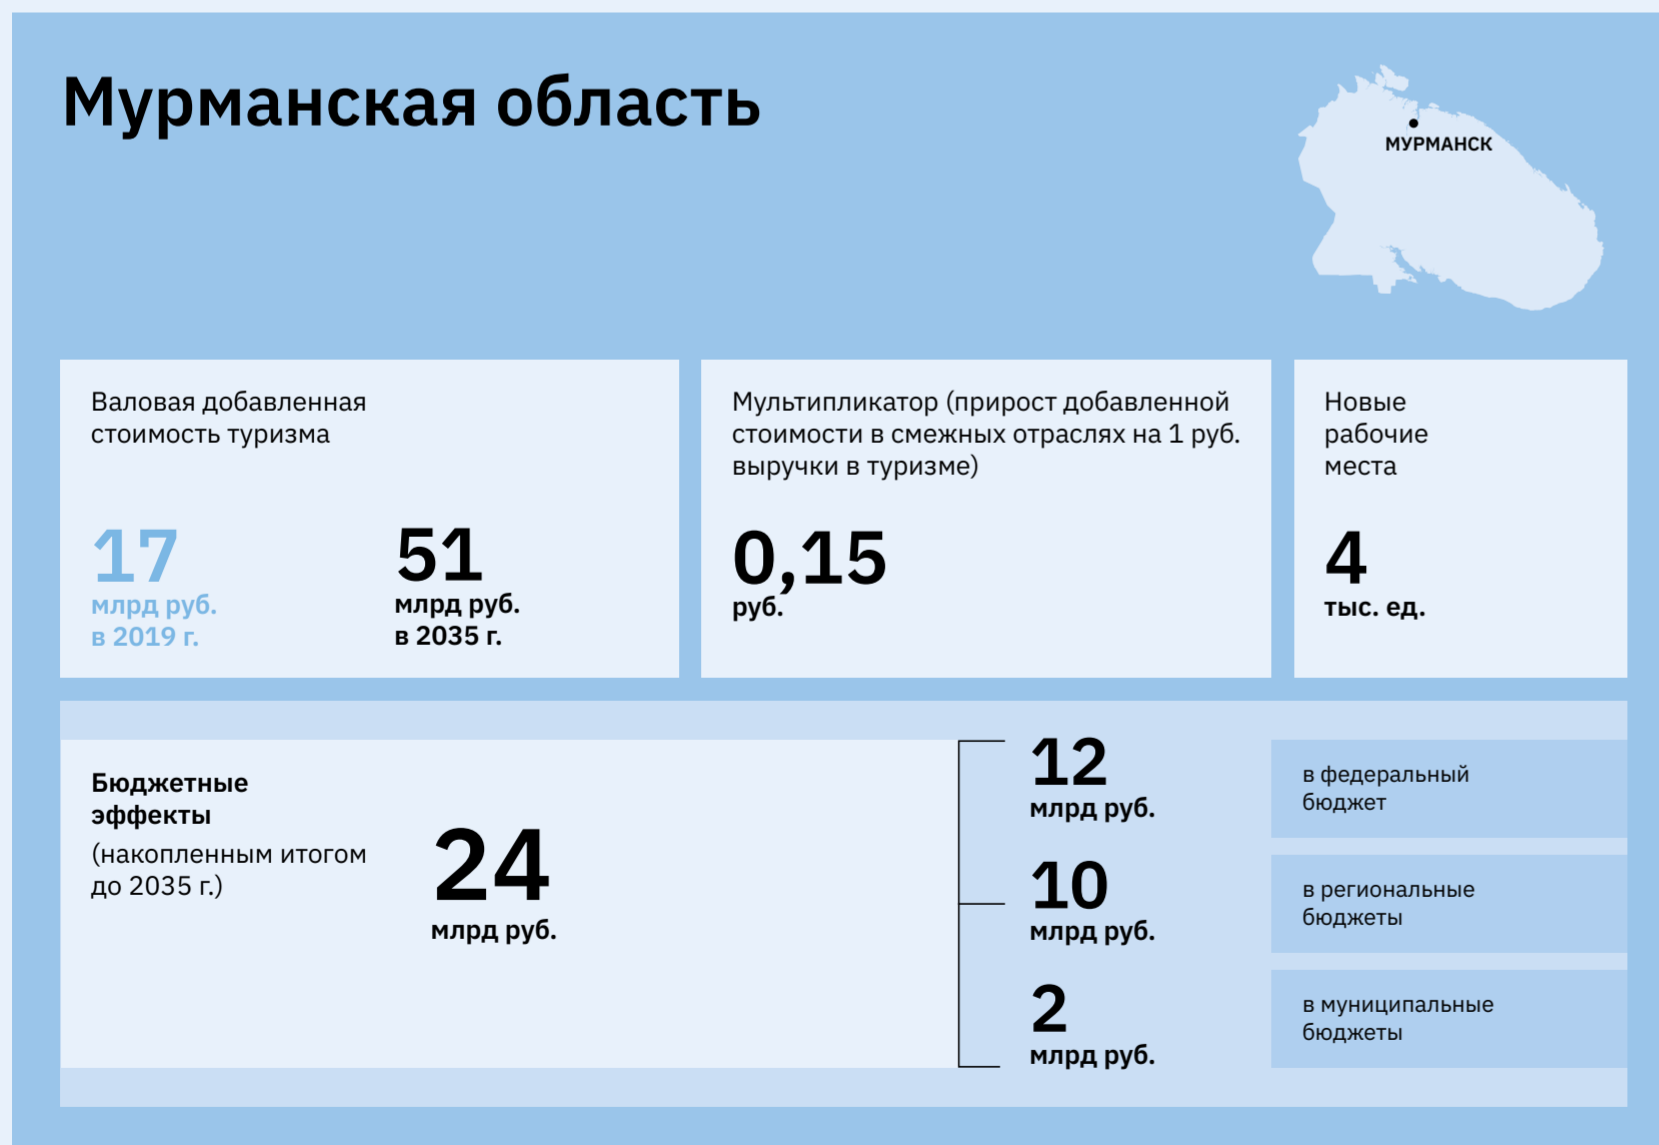 Мурманская область
МУРМАНСК
Валовая добавленная
стоимость туризма
17
млрд руб.
в 2019 г.
51
млрд руб.
в 2035 г.
Мультипликатор (прирост добавленной
стоимости в смежных отраслях на 1 руб.
выручки в туризме)
0,15
руб.
Новые
рабочие
места
4
тыс. ед.
Бюджетные
эффекты
(накопленным итогом
до 2035 г.)
24
млрд руб.
12
млрд руб.
в федеральный
бюджет
10
млрд руб.
в региональные
бюджеты
2
млрд руб.
в муниципальные
бюджеты